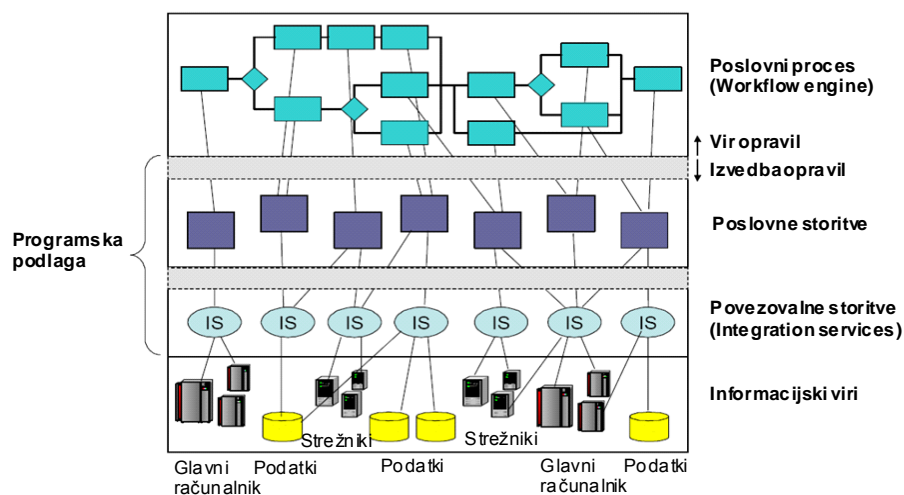 Poslovni proces
(Workflow engine)
Vir opravil
Izvedba opravil
Programska
podlaga
Poslovne storitve
IS IS IS IS IS IS IS
Povezovalne storitve
(Integration services)
Informacijski viri
Strežniki
Strežniki
Glavni
računalnik
Podatki
Podatki
Glavni
računalnik
Podatki